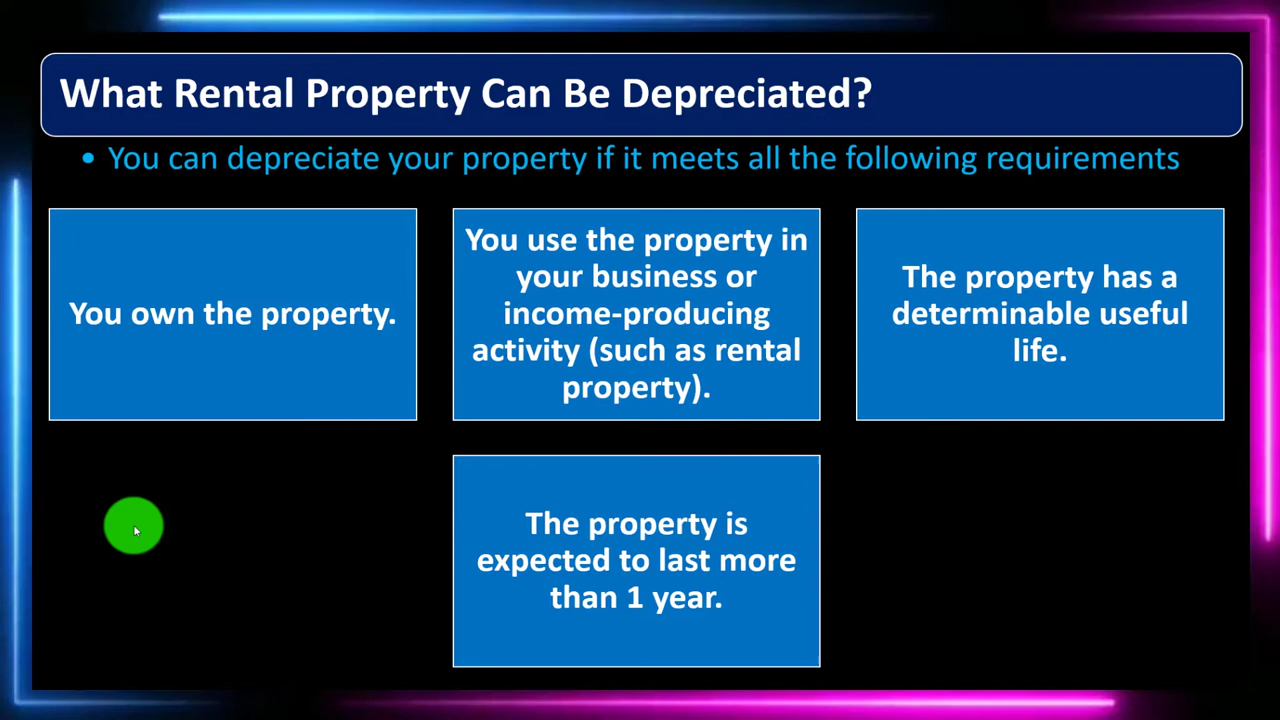 What Rental Property Can Be Depreciated?
• You can depreciate your property if it meets all the following requirements
You own the property.
You use the property in
your business or
income-producing
activity (such as rental
property).
The property has a
determinable useful
life.
The property is
expected to last more
than 1 year.